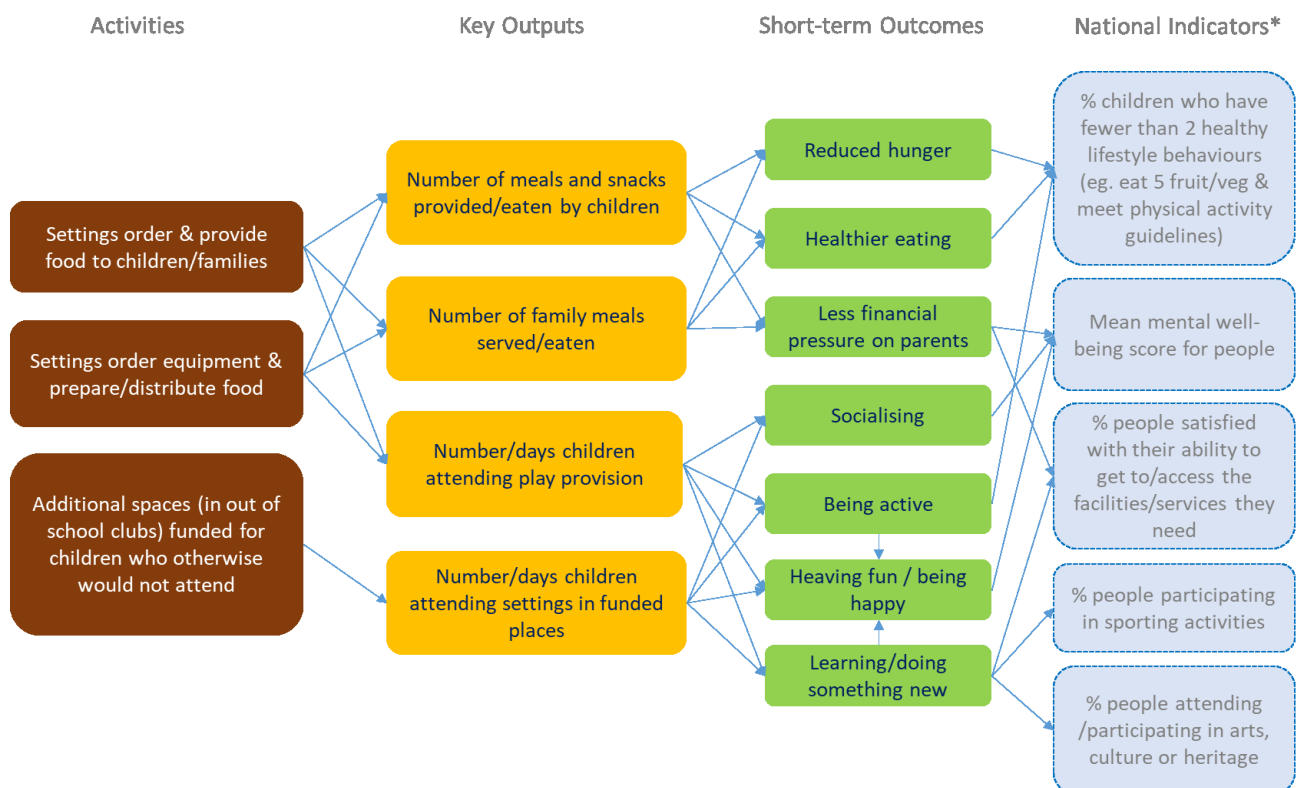 Activities
Key Outputs
Short-term Outcomes
National Indicators*
Settings order & provide
food to children/families
Settings order equipment &
prepare/distribute food
Additional spaces (in out of
school clubs) funded for
children who otherwise
would not attend
Number of meals and snacks
provided/eaten by children
Number of family meals
served/eaten
Number/days children
attending play provision
Number/days children
attending settings in funded
places
Reduced hunger
Healthier eating
Less financial
pressure on parents
Socialising
Being active
Heaving fun / being
happy
Learning/doing
something new
% children who have
fewer than 2 healthy
lifestyle behaviours
(eg. eat 5 fruit/veg &
meet physical activity
guidelines)
Mean mental well-
being score for people
% people satisfied
with their ability to
get to/access the
facilities/services they
need
% people participating
in sporting activities
% people attending
/participating in arts,
culture or heritage